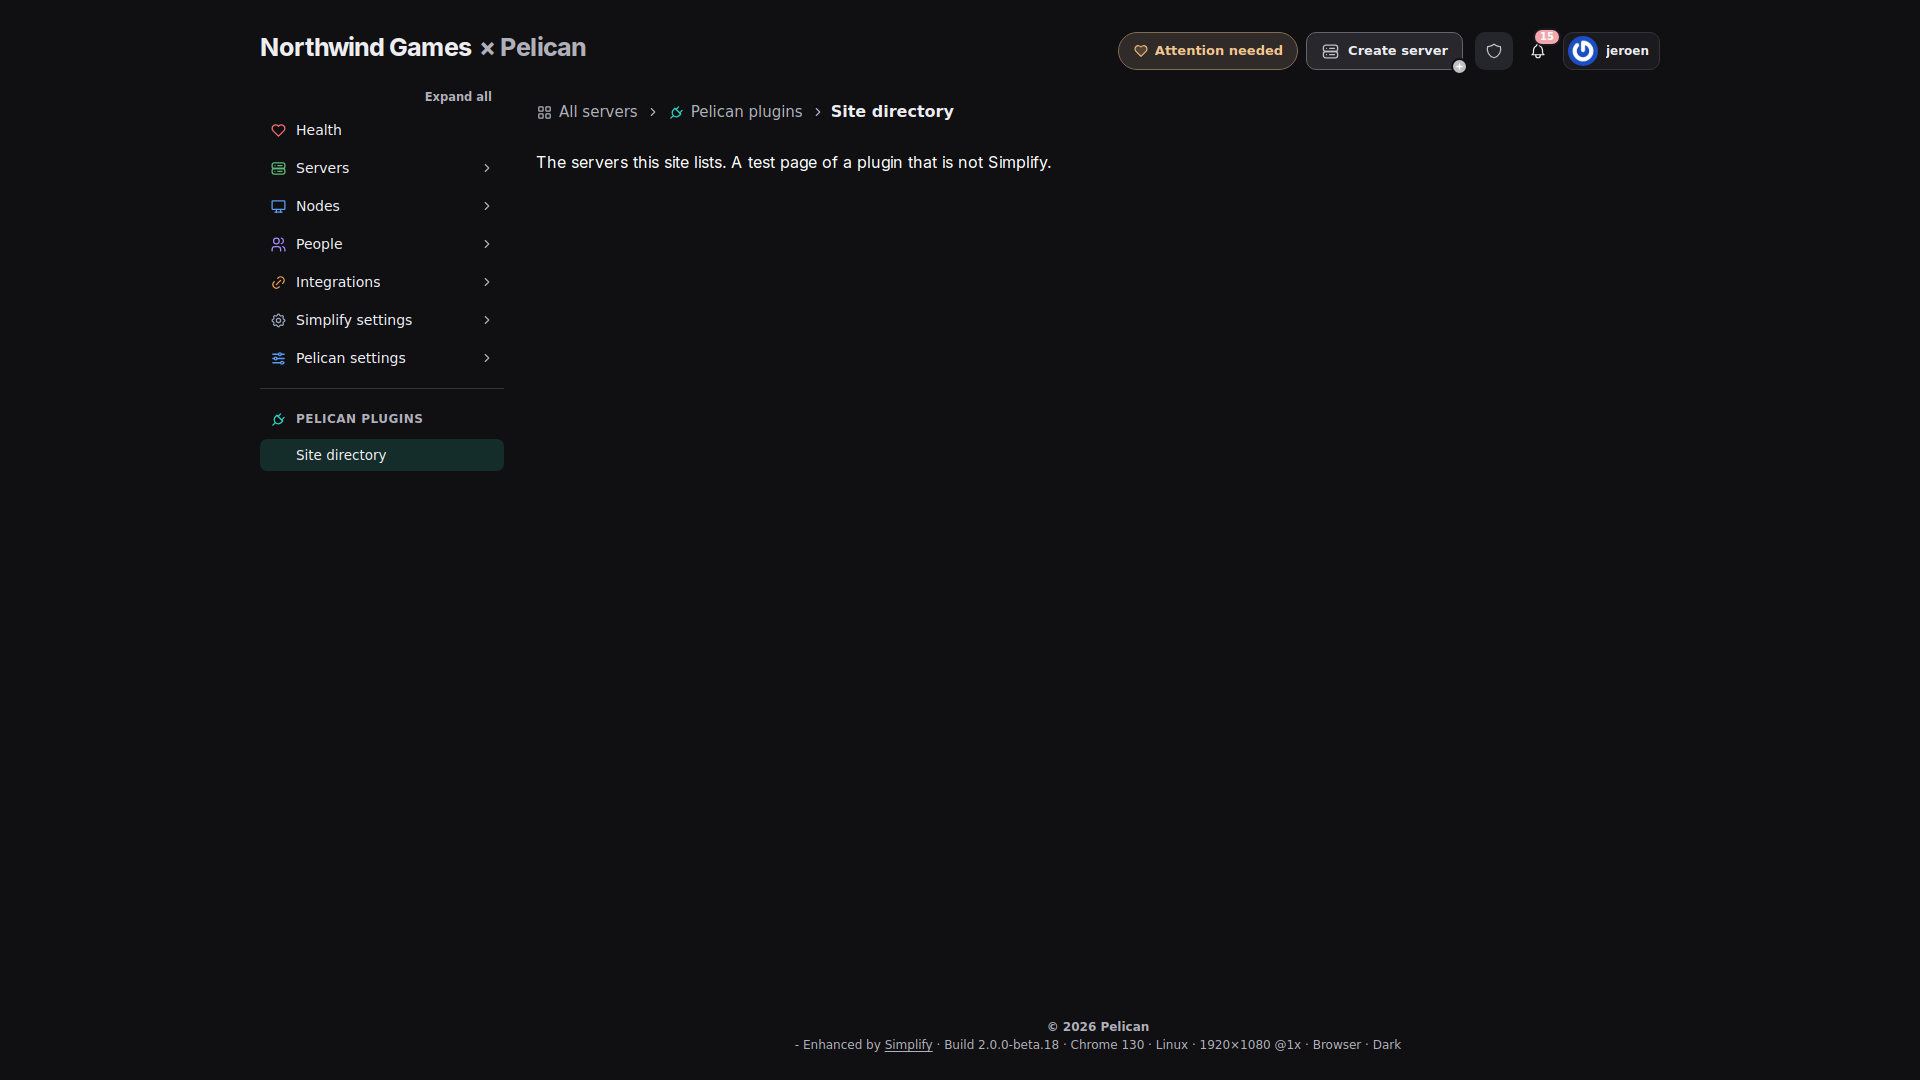 Northwind Games × Pelican
Attention needed
Create server
15
jeroen
Expand all
Health
Servers
Nodes
People
Integrations
Simplify settings
Pelican settings
PELICAN PLUGINS
Site directory
All servers > Pelican plugins > Site directory
The servers this site lists. A test page of a plugin that is not Simplify.
© 2026 Pelican
- Enhanced by Simplify · Build 2.0.0-beta.18 · Chrome 130 · Linux · 1920×1080 @1x · Browser · Dark